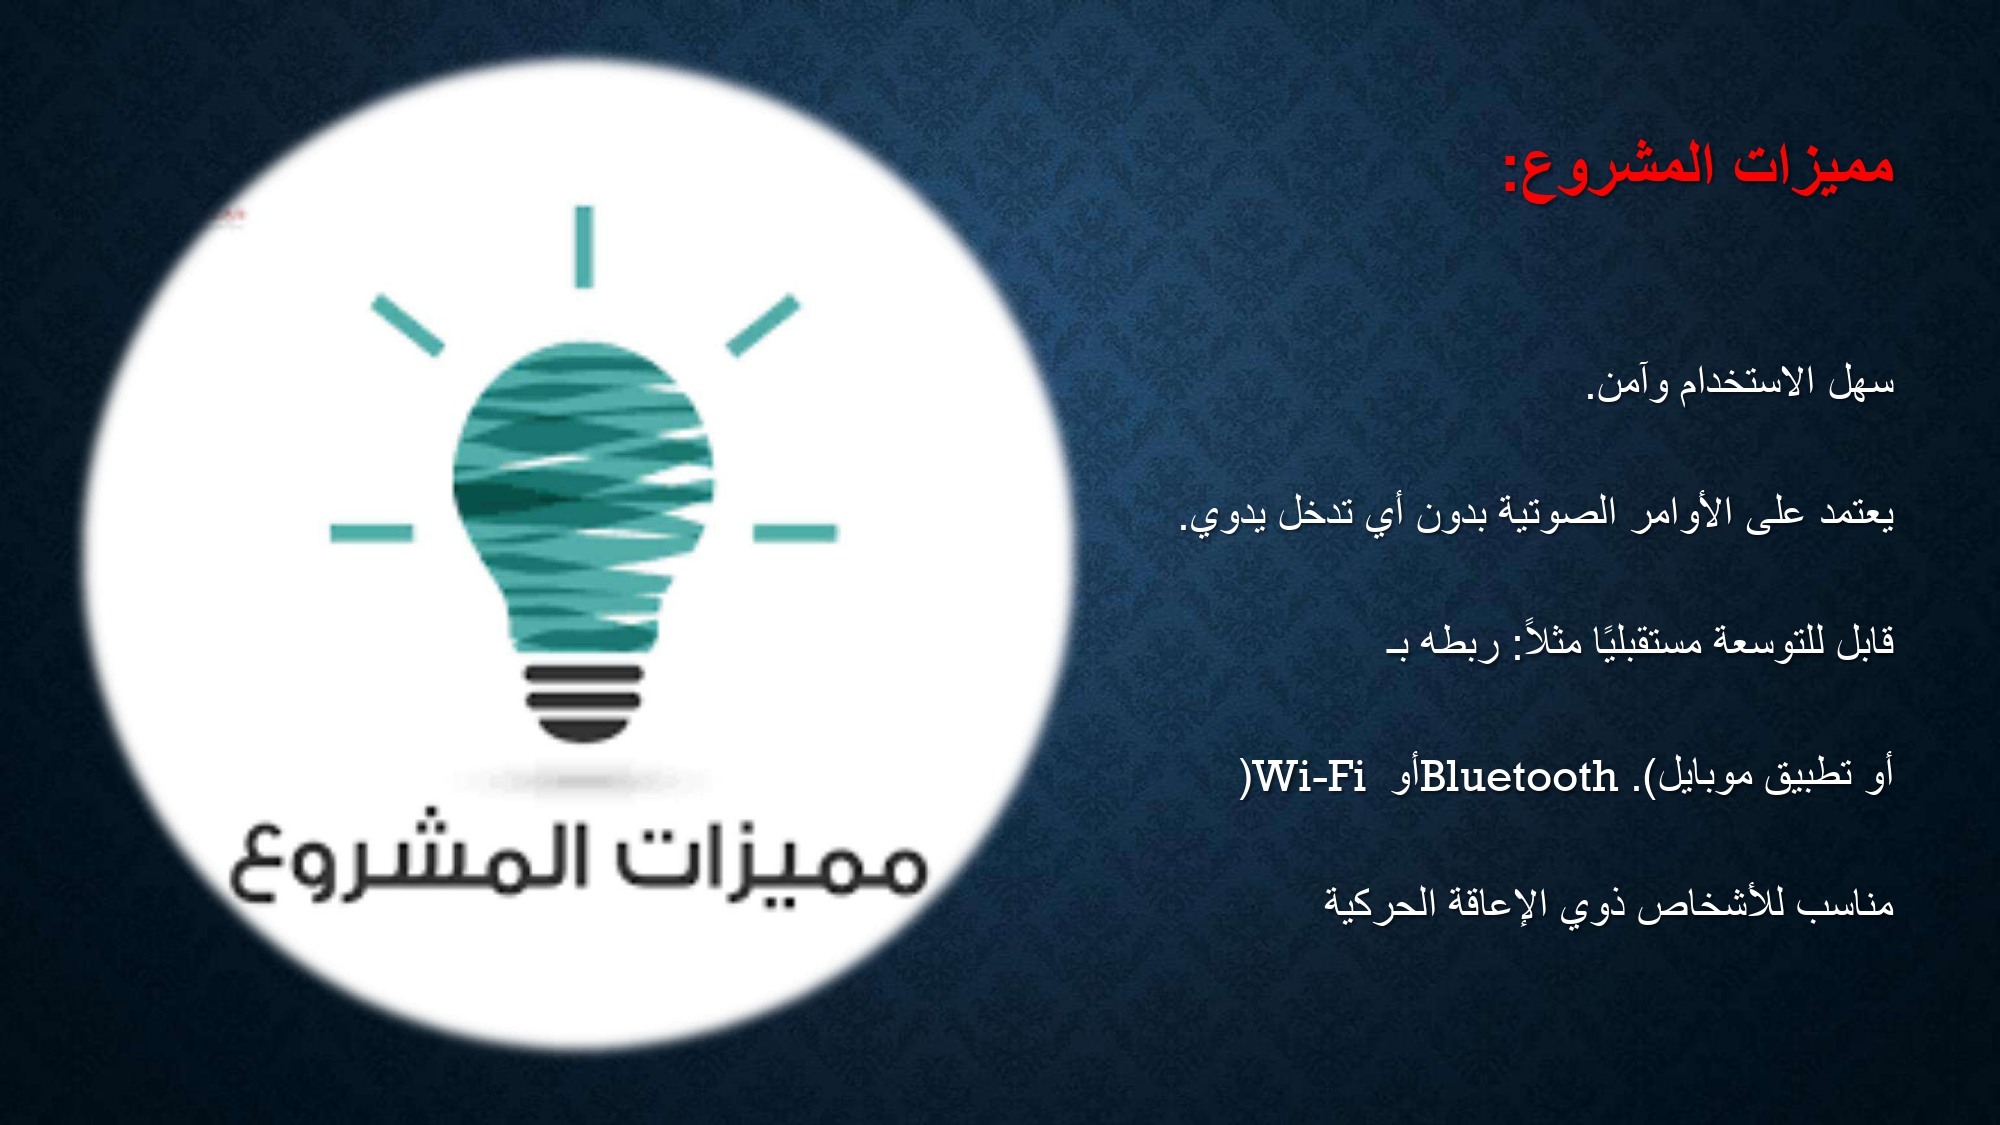 مميزات المشروع:
سهل الاستخدام وآمن.
يعتمد على الأوامر الصوتية بدون أي تدخل يدوي.
قابل للتوسعة مستقبليًا مثلاً: ربطه بـ
أو تطبيق موبايل). Bluetoothأو Wi-Fi(
مناسب للأشخاص ذوي الإعاقة الحركية
مميزات المشروع